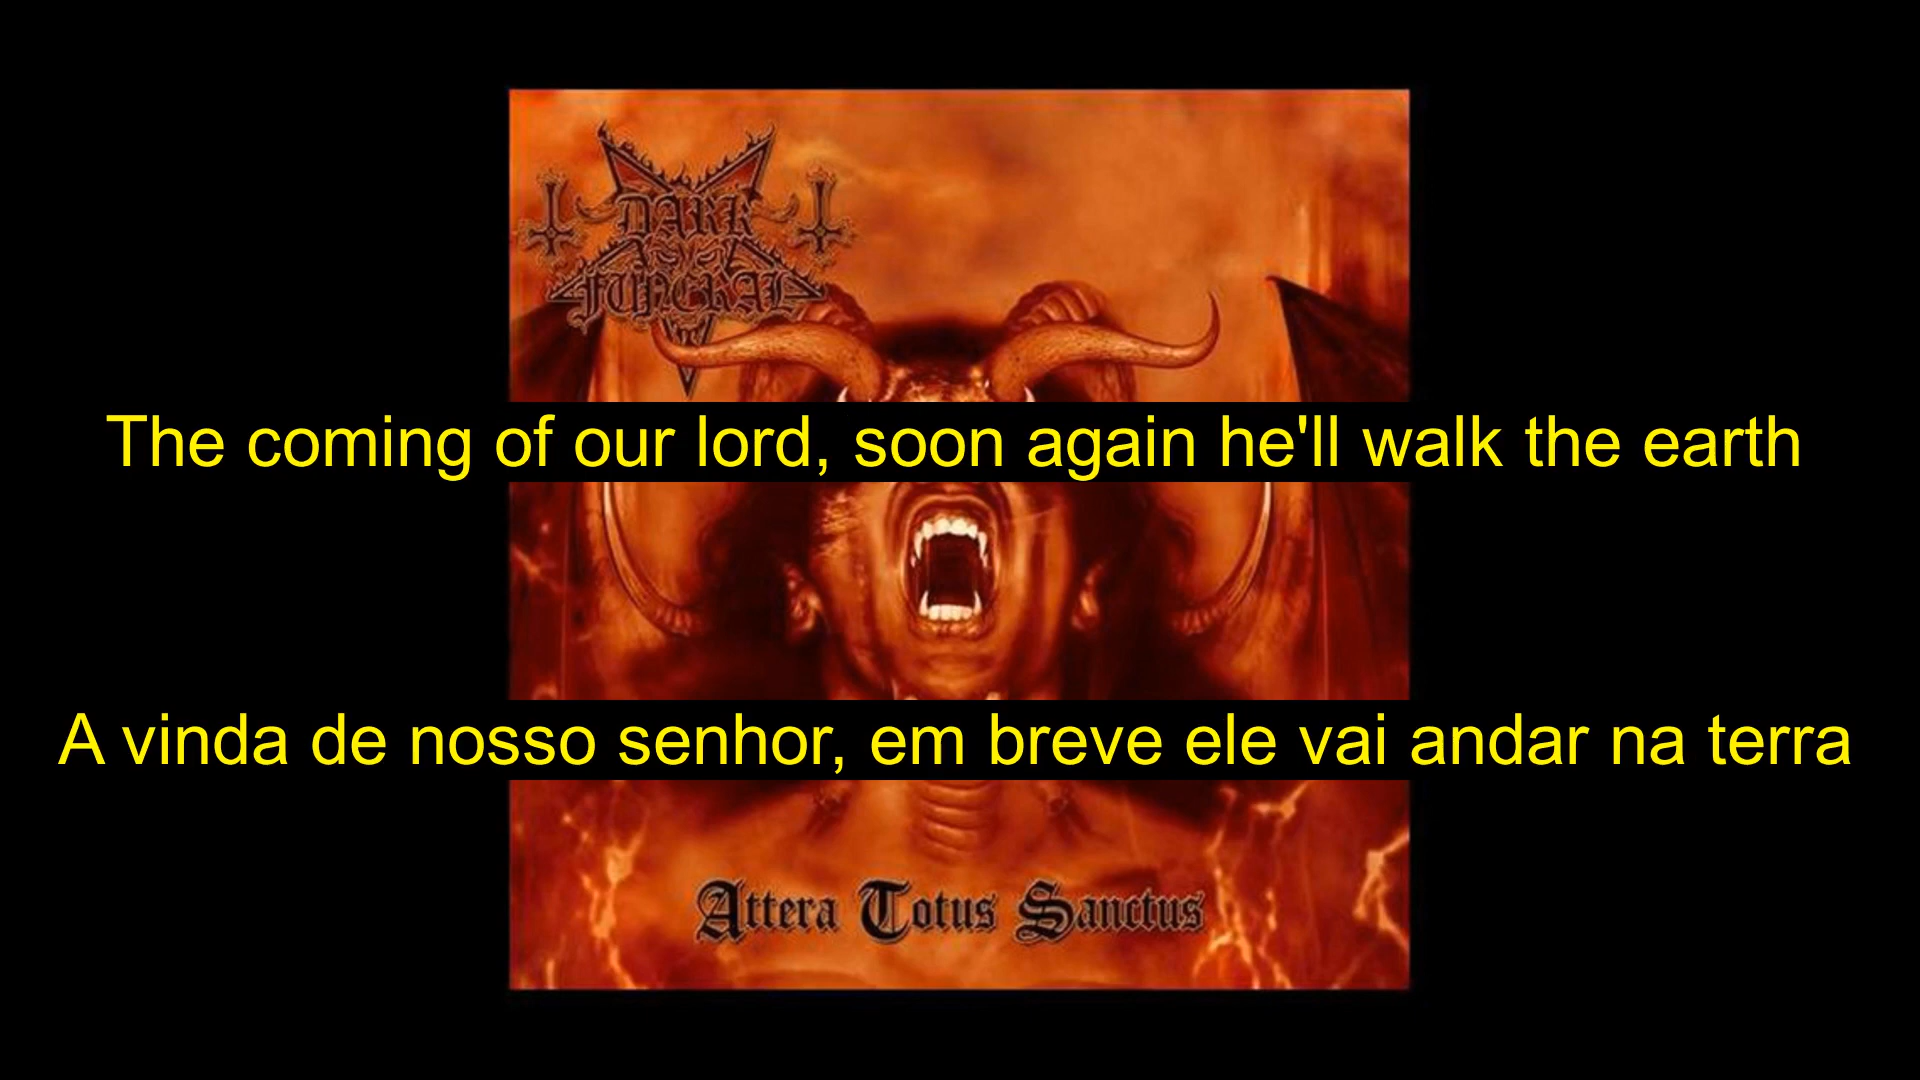 DARK
FUNERAL
The coming of our lord, soon again he'll walk the earth
A vinda de nosso senhor, em breve ele vai andar na terra
Attera Totus Sanctus